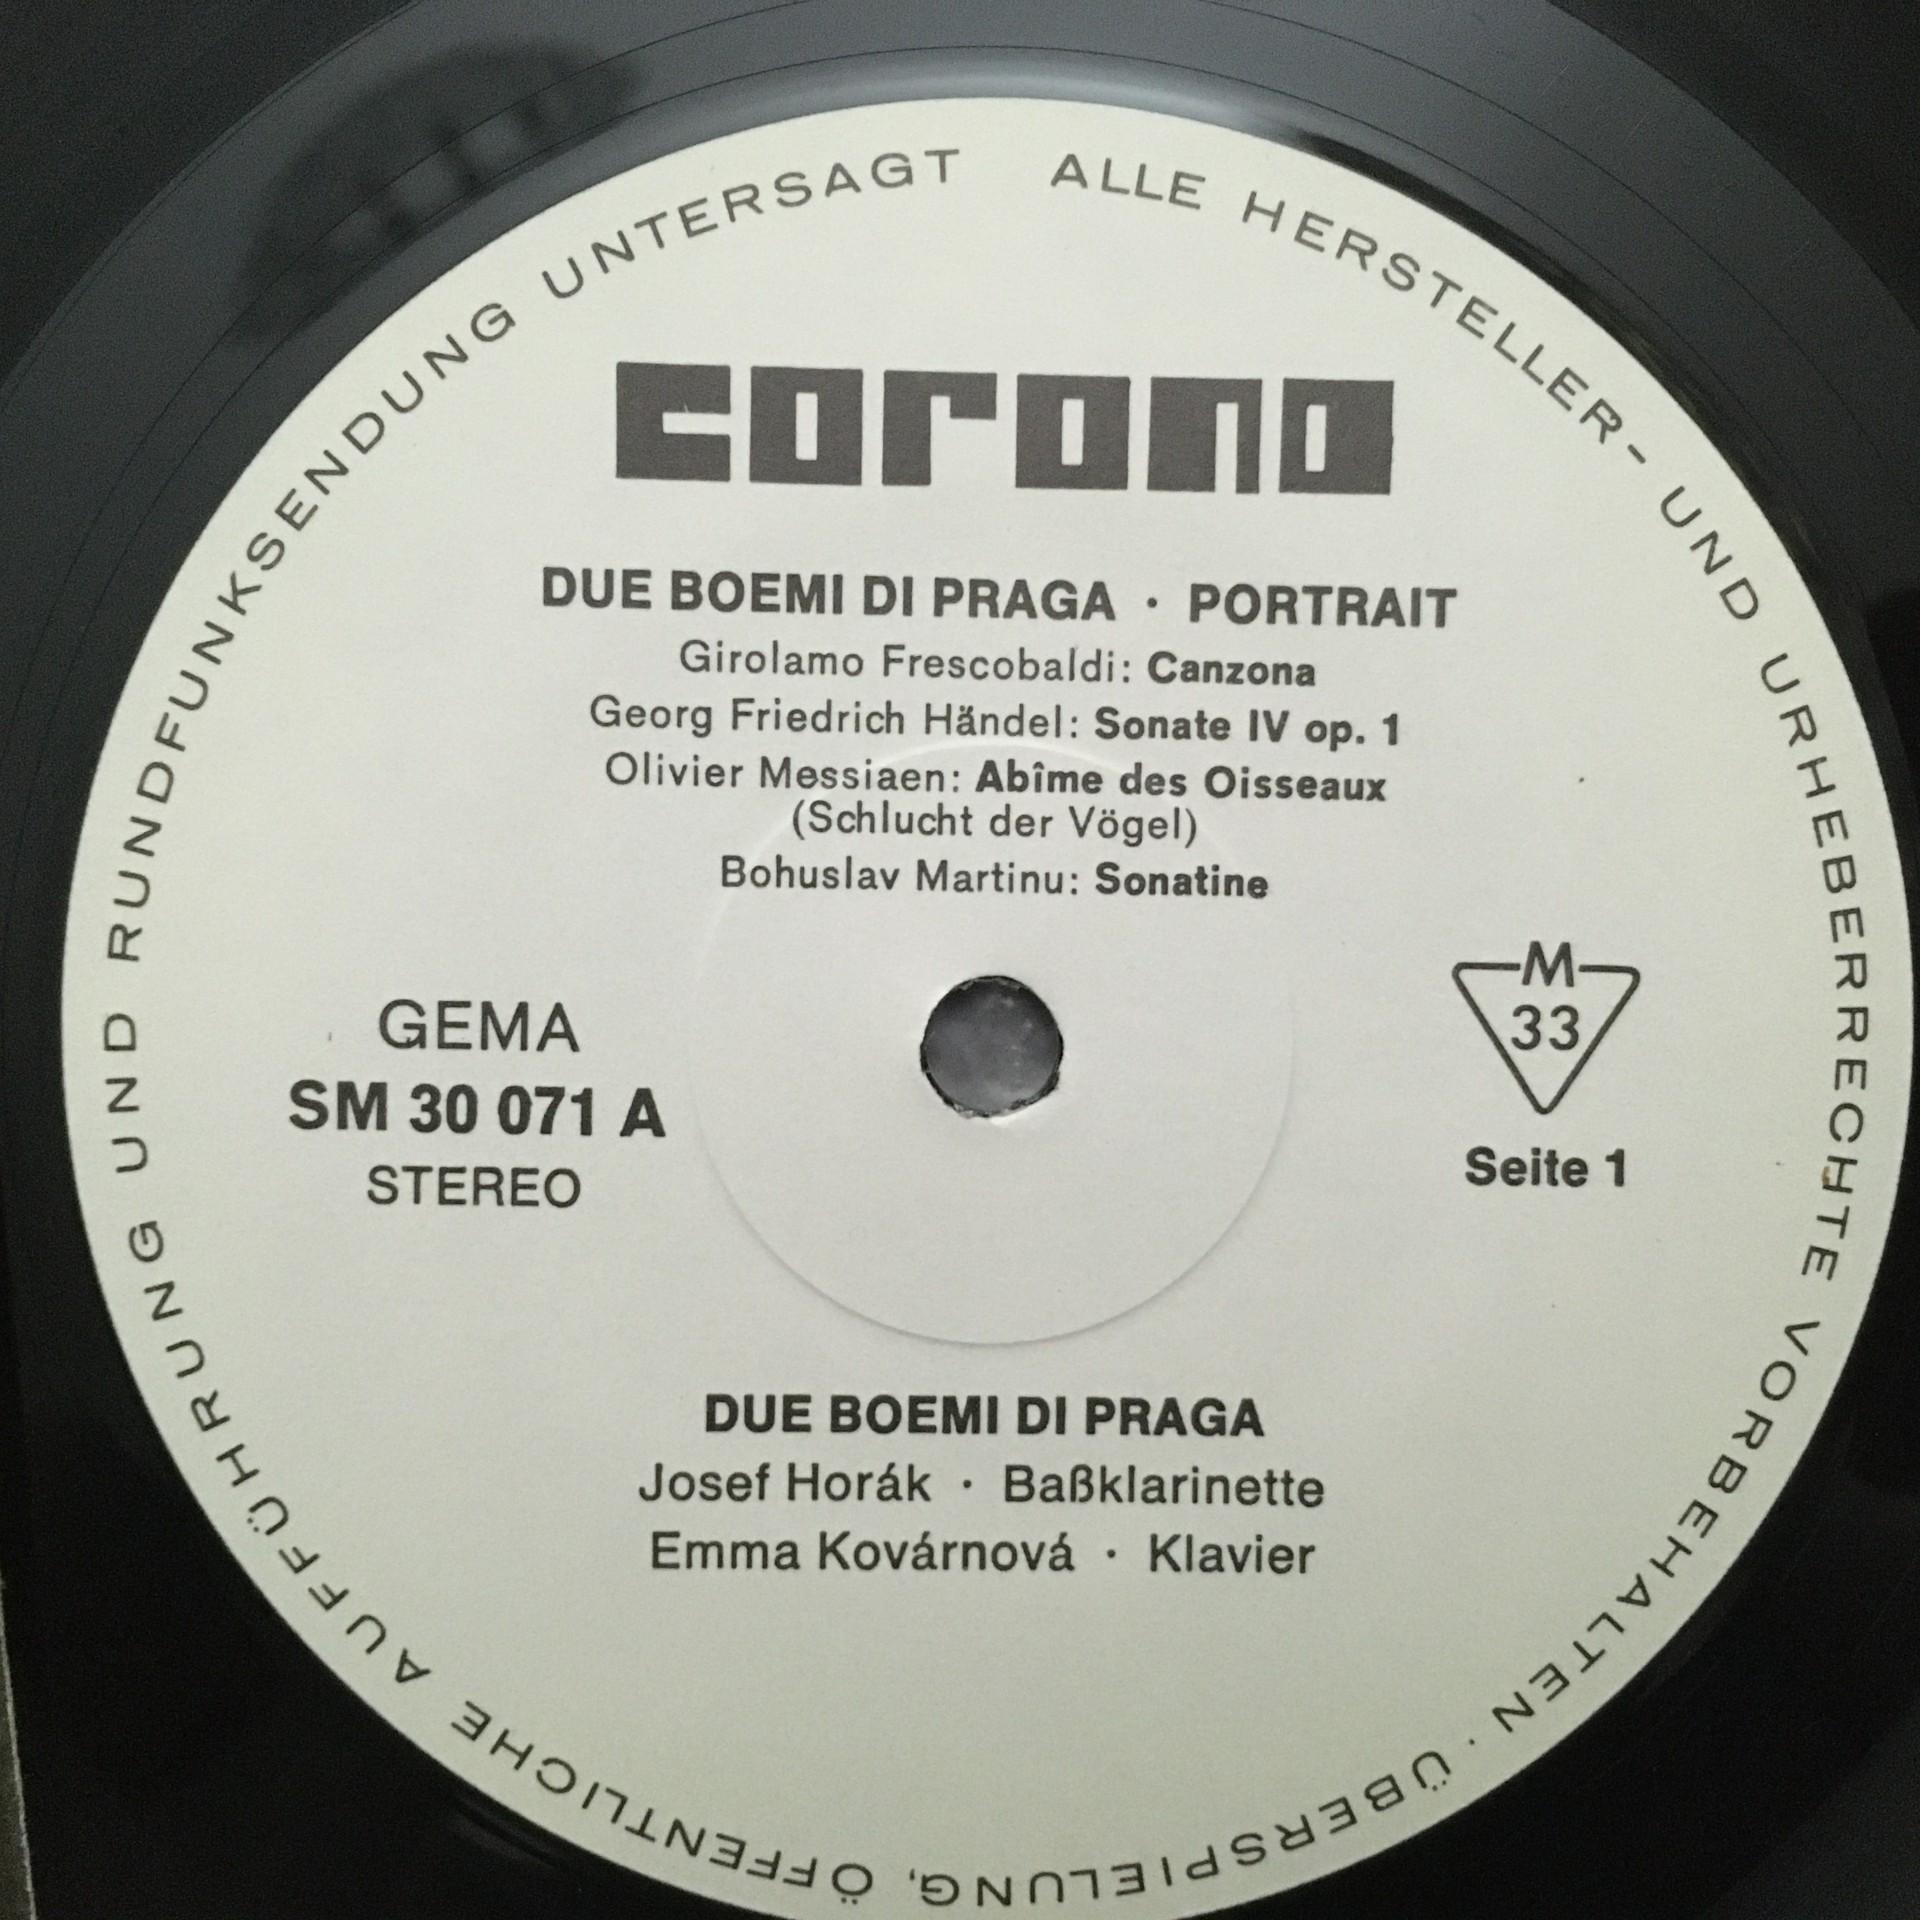 ALLE HERSTELLER- UND URHEBERRECHTE VORBEHALTEN · ÜBERSPIELUNG, ÖFFENTLICHE AUFFÜHRUNG UND RUNDFUNKSENDUNG UNTERSAGT
corona
DUE BOEMI DI PRAGA · PORTRAIT
Girolamo Frescobaldi: Canzona
Georg Friedrich Händel: Sonate IV op. 1
Olivier Messiaen: Abîme des Oisseaux
(Schlucht der Vögel)
Bohuslav Martinu: Sonatine
GEMA
SM 30 071 A
STEREO
M
33
Seite 1
DUE BOEMI DI PRAGA
Josef Horák · Baßklarinette
Emma Kovárnová · Klavier